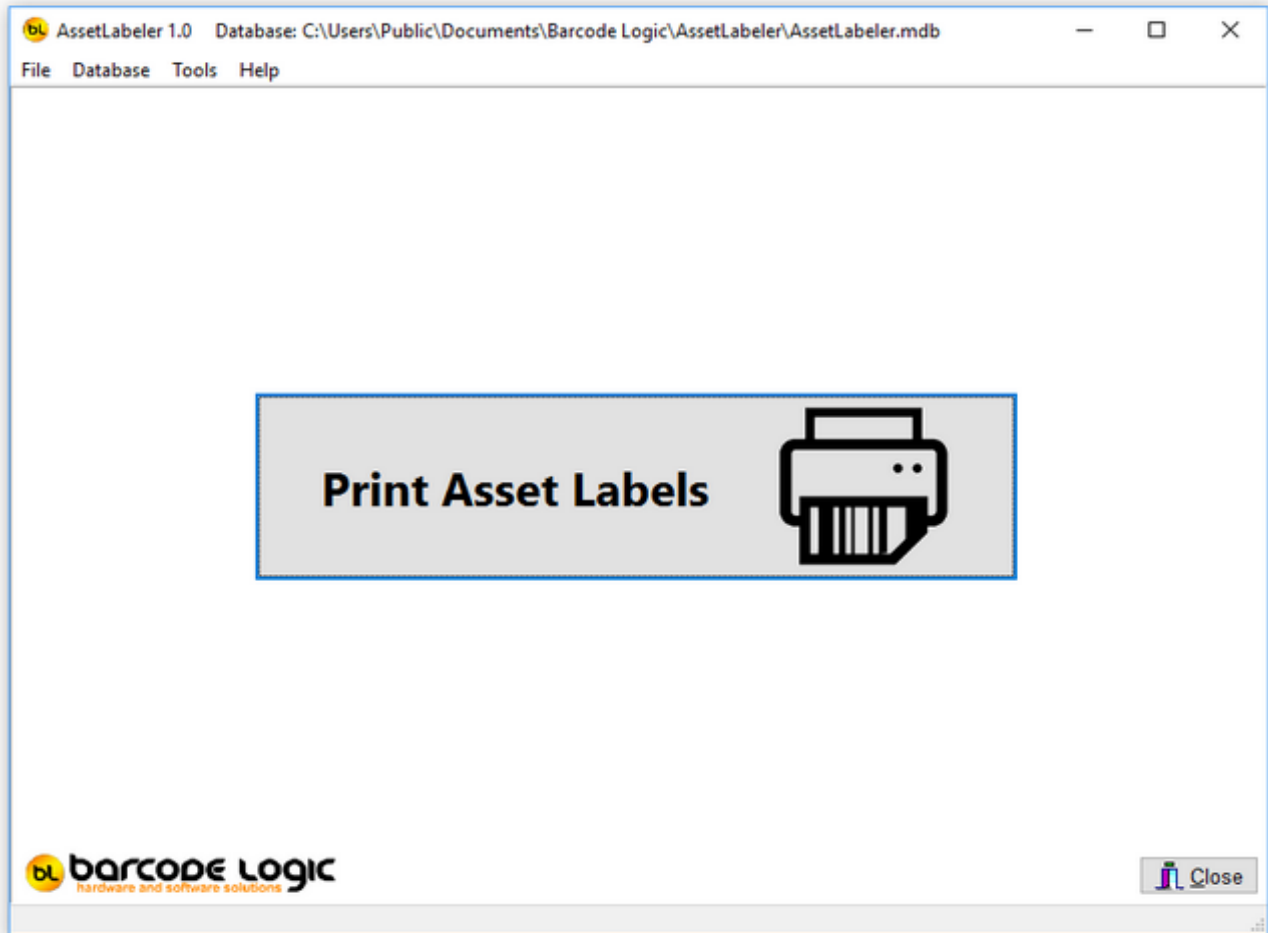 bL AssetLabeler 1.0 Database: C:\Users\Public\Documents\Barcode Logic\AssetLabeler\AssetLabeler.mdb
File Database Tools Help
Print Asset Labels
bL barcode Logic
hardware and software solutions
Close